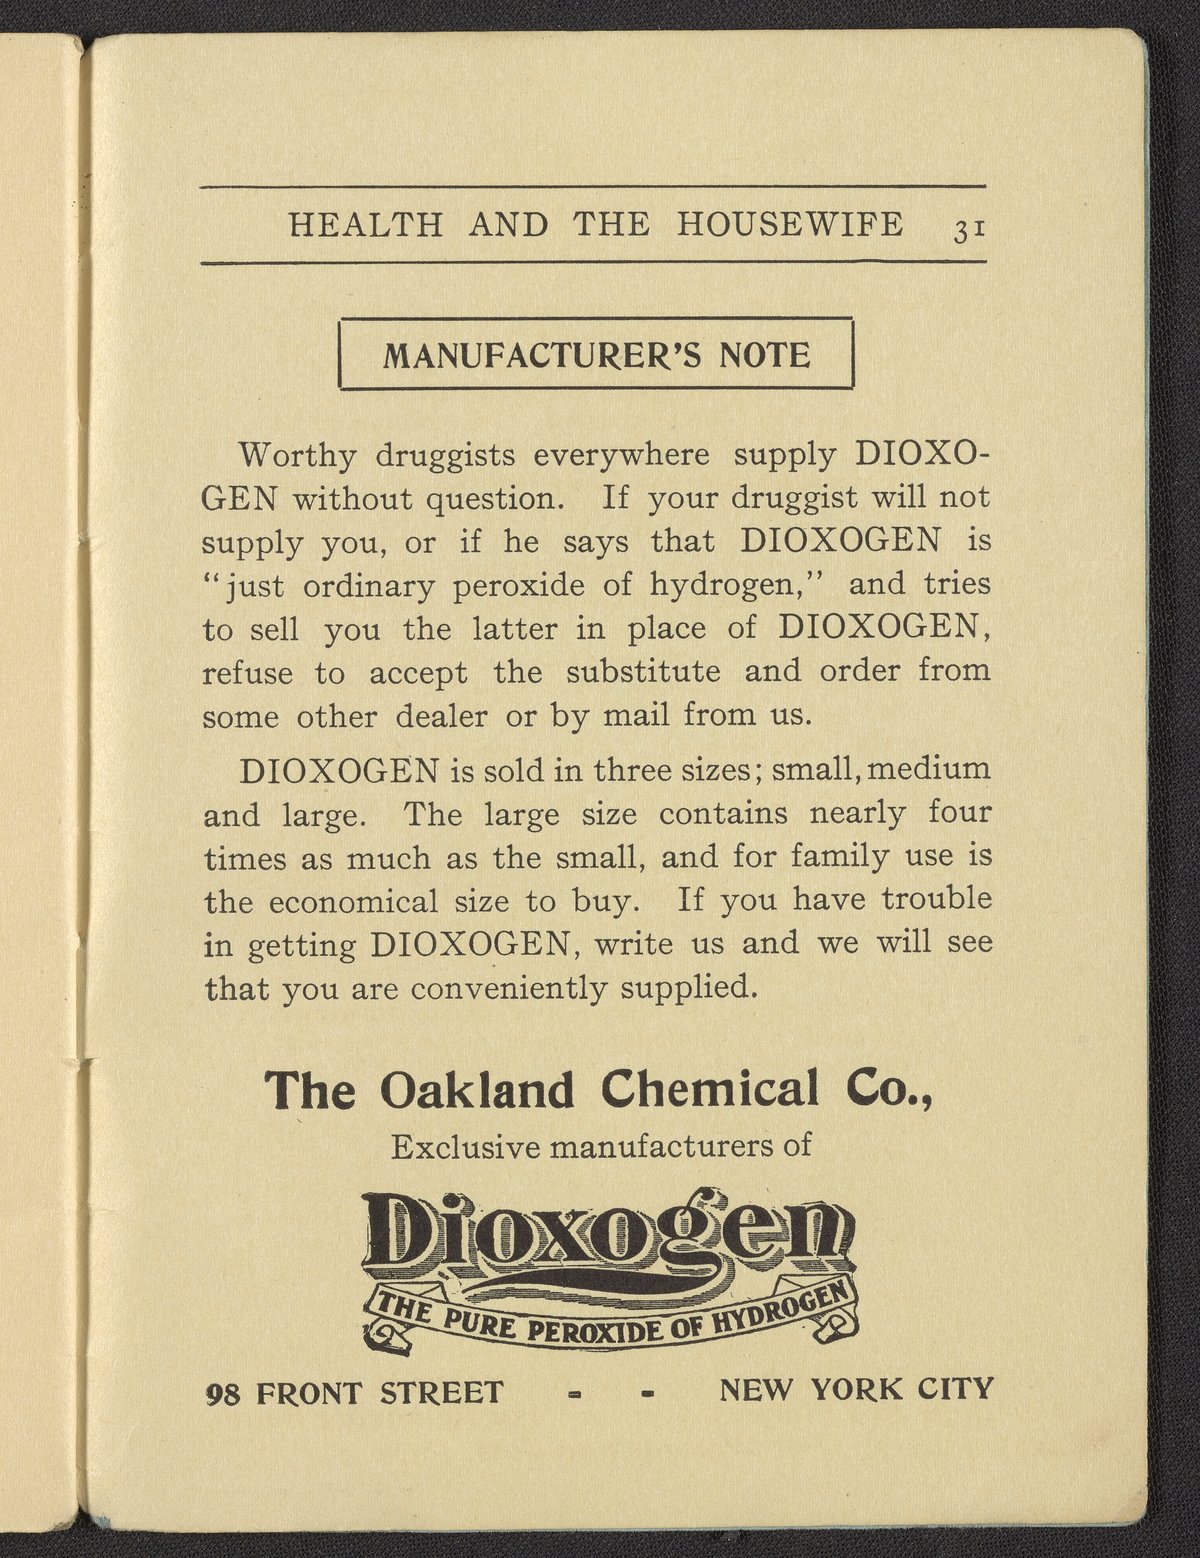 HEALTH AND THE HOUSEWIFE 31
MANUFACTURER'S NOTE
Worthy druggists everywhere supply DIOXO-
GEN without question. If your druggist will not
supply you, or if he says that DIOXOGEN is
“just ordinary peroxide of hydrogen,” and tries
to sell you the latter in place of DIOXOGEN,
refuse to accept the substitute and order from
some other dealer or by mail from us.
DIOXOGEN is sold in three sizes; small, medium
and large. The large size contains nearly four
times as much as the small, and for family use is
the economical size to buy. If you have trouble
in getting DIOXOGEN, write us and we will see
that you are conveniently supplied.
The Oakland Chemical Co.,
Exclusive manufacturers of
Dioxogen
THE PURE PEROXIDE OF HYDROGEN
98 FRONT STREET - - NEW YORK CITY